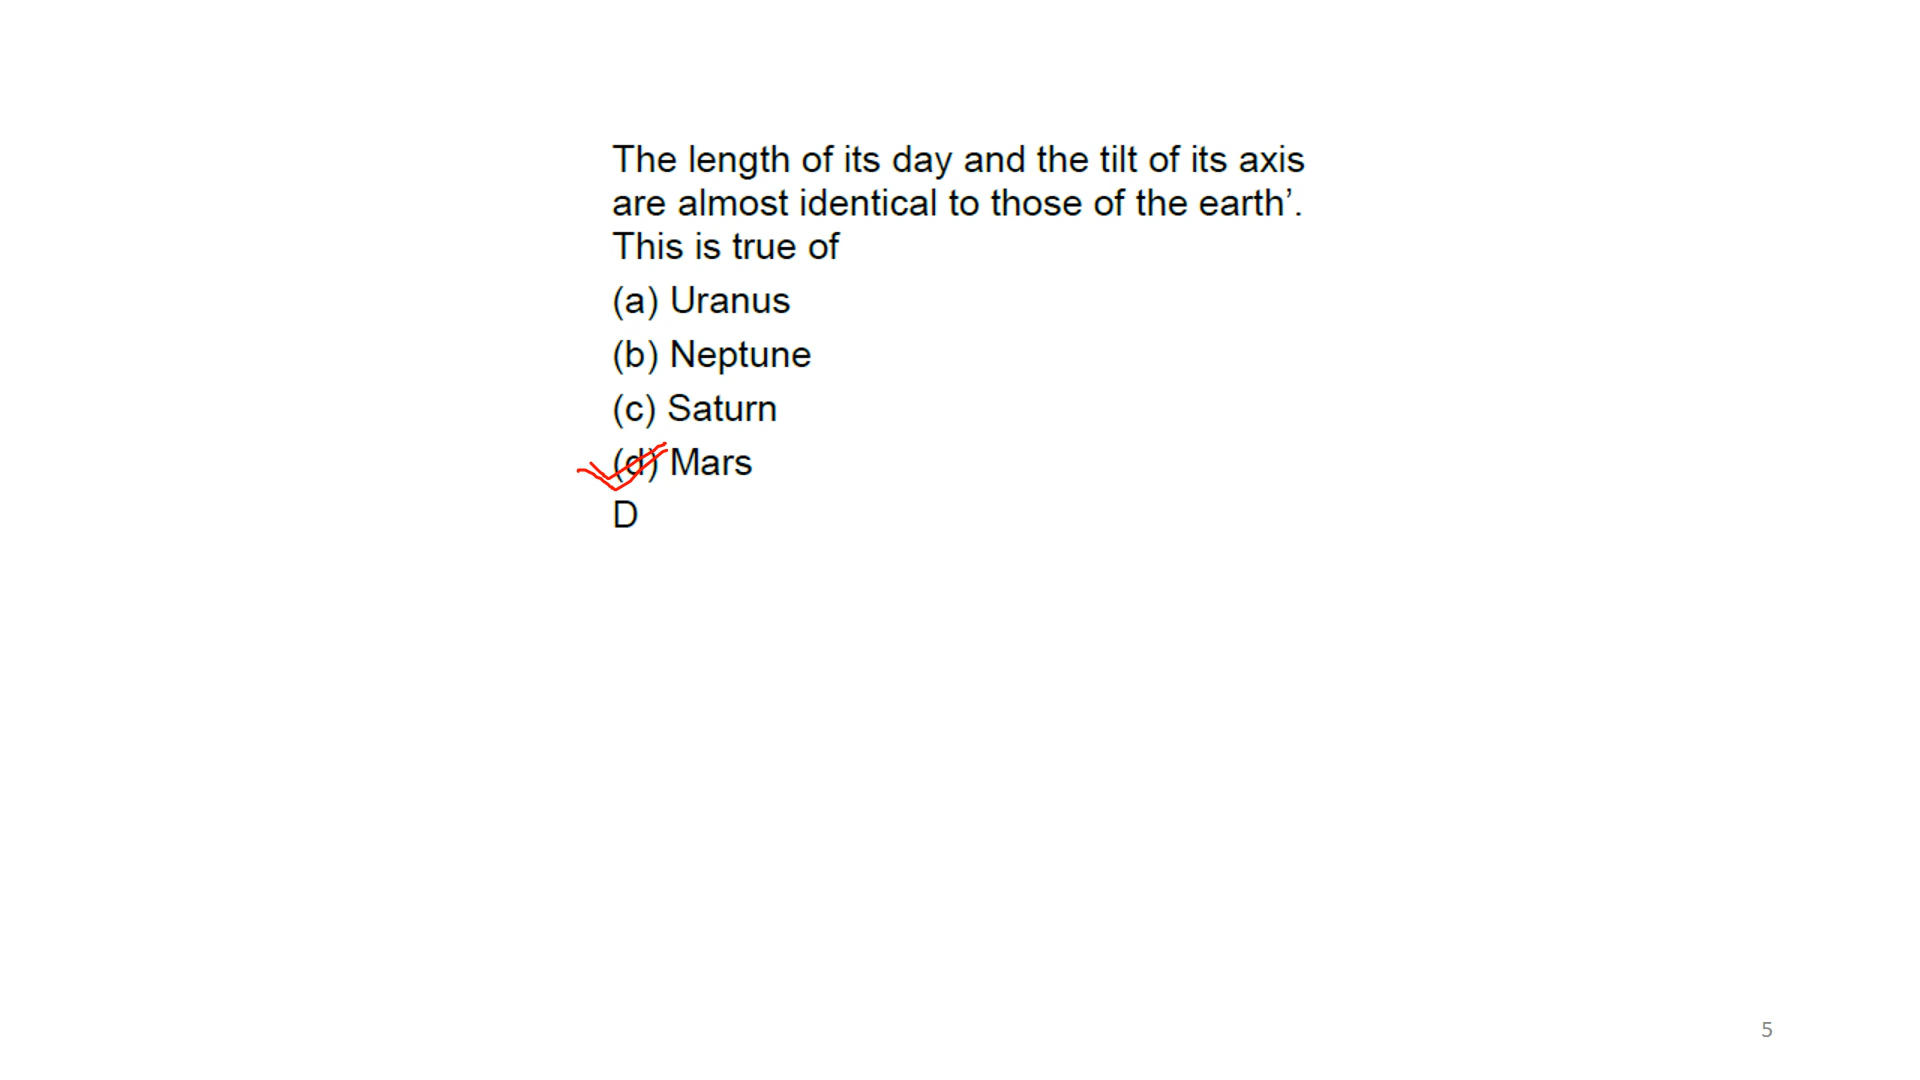 The length of its day and the tilt of its axis
are almost identical to those of the earth’.
This is true of
(a) Uranus
(b) Neptune
(c) Saturn
(d) Mars
D
5